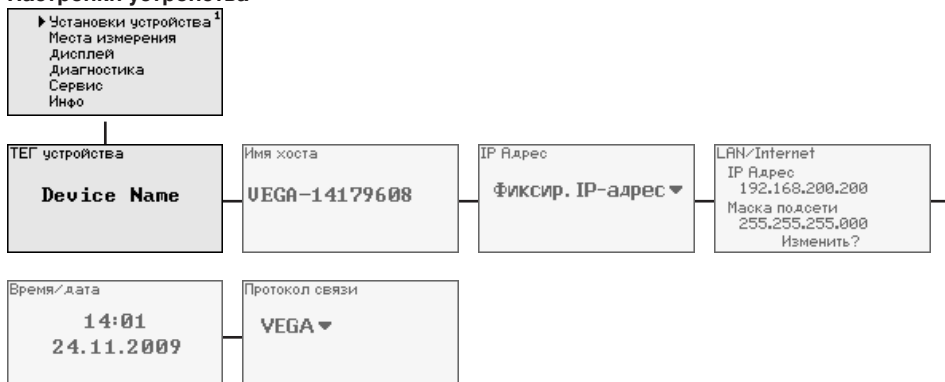 Настройки устройства
Установки устройства 1
Места измерения
Дисплей
Диагностика
Сервис
Инфо
ТЕГ устройства
Device Name
Имя хоста
VEGA-14179608
IP Адрес
Фиксир. IP-адрес
LAN/Internet
IP Адрес
192.168.200.200
Маска подсети
255.255.255.000
Изменить?
Время/дата
14:01
24.11.2009
Протокол связи
VEGA